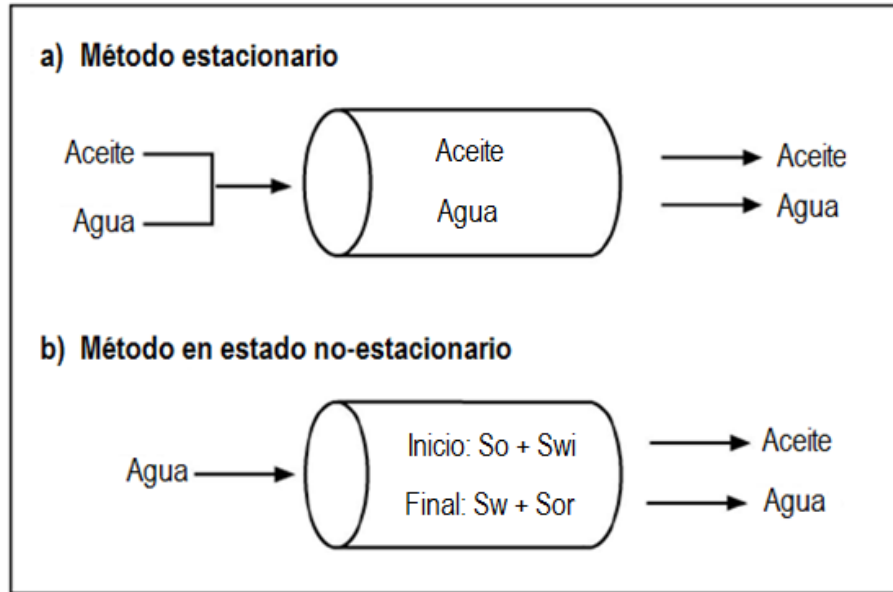 a) Método estacionario
Aceite
Agua
Aceite
Agua
Aceite
Agua
b) Método en estado no-estacionario
Agua
Inicio: So + Swi
Final: Sw + Sor
Aceite
Agua